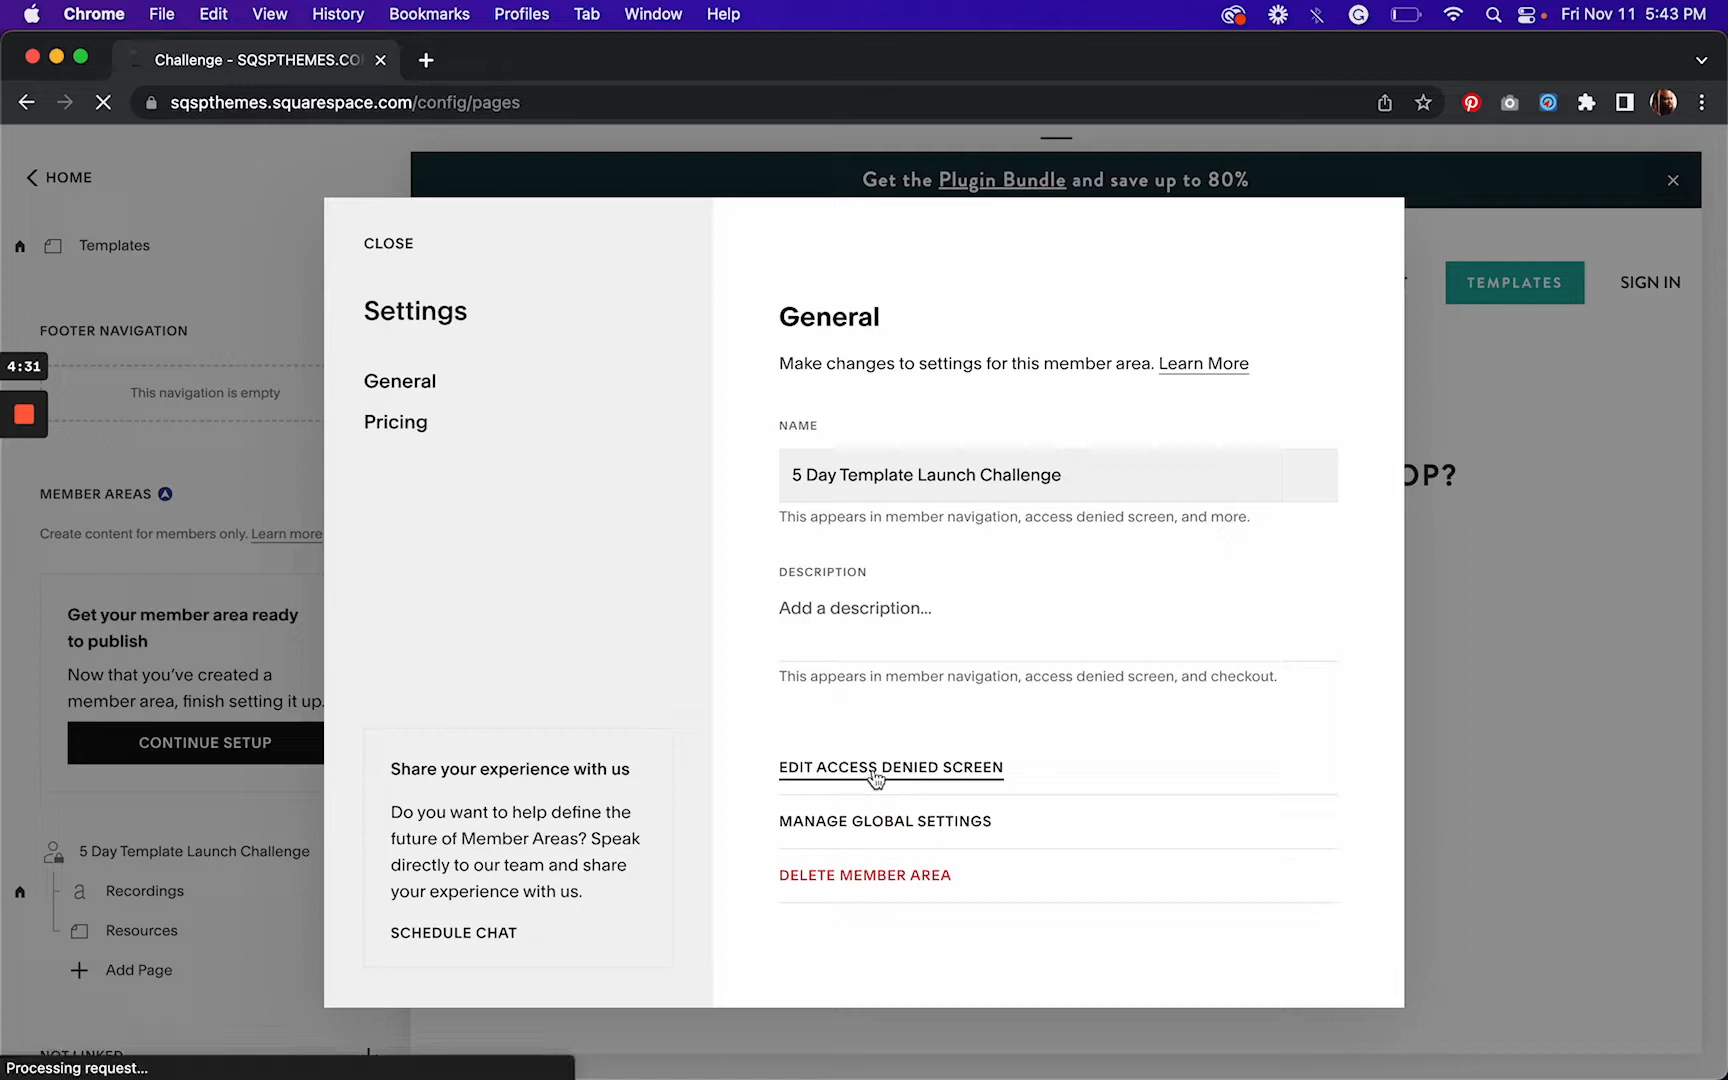 Chrome File Edit View History Bookmarks Profiles Tab Window Help Fri Nov 11 5:43 PM
Challenge - SQSPTHEMES.CO
sqspthemes.squarespace.com/config/pages
HOME
Get the Plugin Bundle and save up to 80%
Templates
TEMPLATES
SIGN IN
FOOTER NAVIGATION
4:31
This navigation is empty
MEMBER AREAS
Create content for members only. Learn more
Get your member area ready
to publish
Now that you've created a
member area, finish setting it up.
CONTINUE SETUP
5 Day Template Launch Challenge
Recordings
Resources
Add Page
NOT LINKED
Processing request...
CLOSE
Settings
General
Pricing
Share your experience with us
Do you want to help define the
future of Member Areas? Speak
directly to our team and share
your experience with us.
SCHEDULE CHAT
General
Make changes to settings for this member area. Learn More
NAME
5 Day Template Launch Challenge
This appears in member navigation, access denied screen, and more.
DESCRIPTION
Add a description...
This appears in member navigation, access denied screen, and checkout.
EDIT ACCESS DENIED SCREEN
MANAGE GLOBAL SETTINGS
DELETE MEMBER AREA
OP?